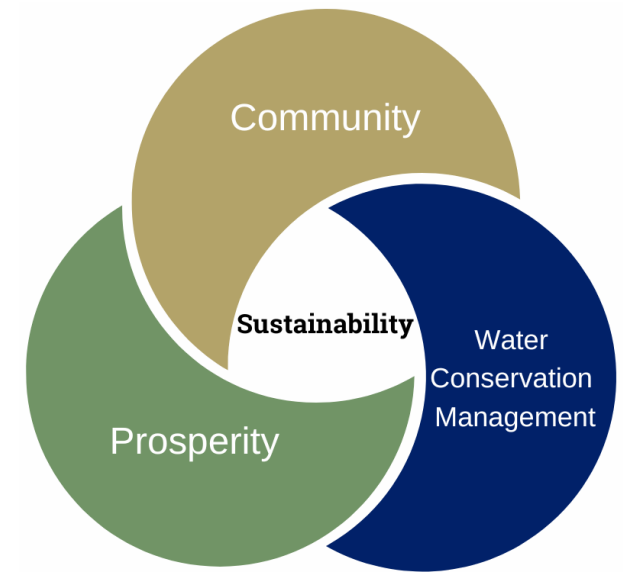 Community
Sustainability
Water
Conservation
Management
Prosperity